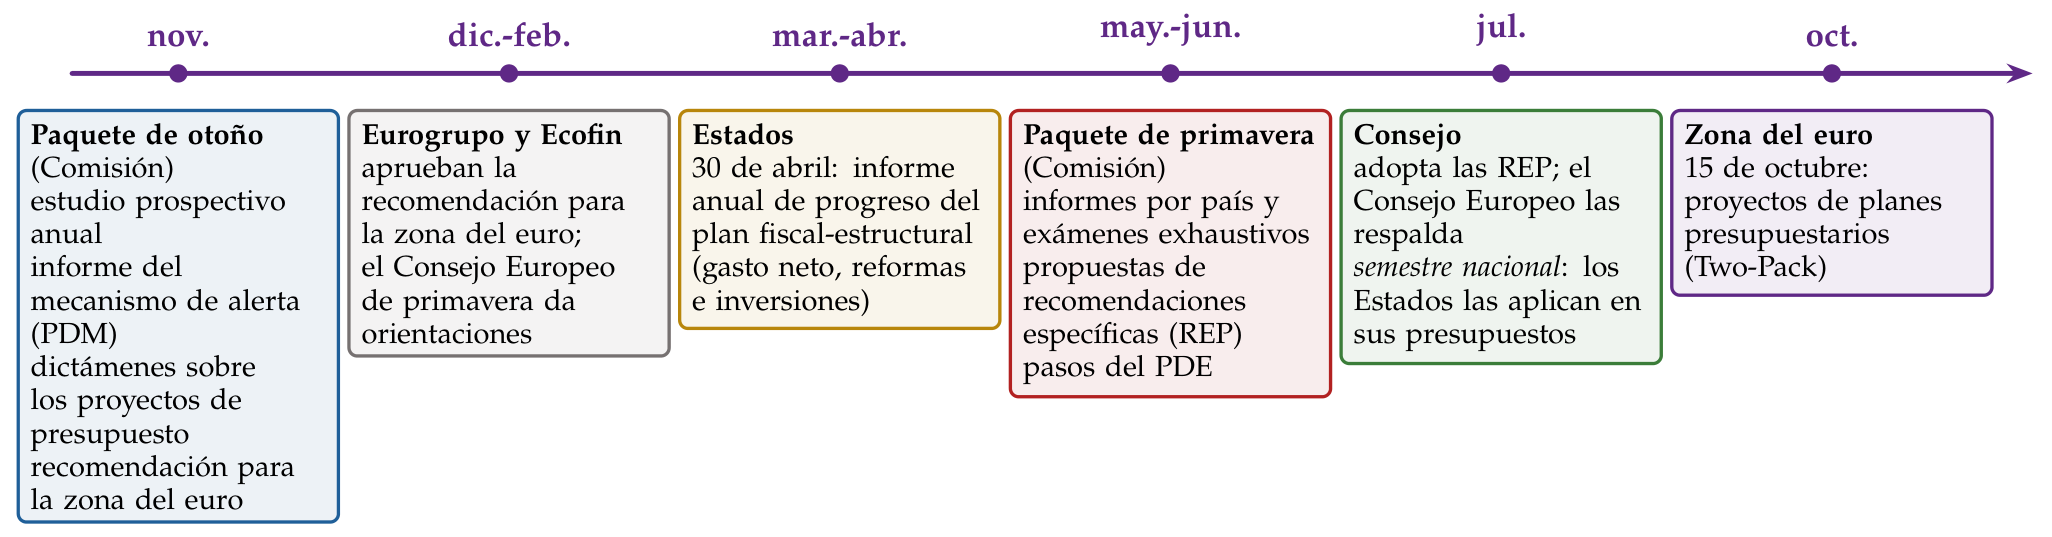 nov.
dic.-feb.
mar.-abr.
may.-jun.
jul.
oct.
Paquete de otoño
(Comisión)
estudio prospectivo
anual
informe del
mecanismo de alerta
(PDM)
dictámenes sobre
los proyectos de
presupuesto
recomendación para
la zona del euro
Eurogrupo y Ecofin
aprueban la
recomendación para
la zona del euro;
el Consejo Europeo
de primavera da
orientaciones
Estados
30 de abril: informe
anual de progreso del
plan fiscal-estructural
(gasto neto, reformas
e inversiones)
Paquete de primavera
(Comisión)
informes por país y
exámenes exhaustivos
propuestas de
recomendaciones
específicas (REP)
pasos del PDE
Consejo
adopta las REP; el
Consejo Europeo las
respalda
semestre nacional: los
Estados las aplican en
sus presupuestos
Zona del euro
15 de octubre:
proyectos de planes
presupuestarios
(Two-Pack)